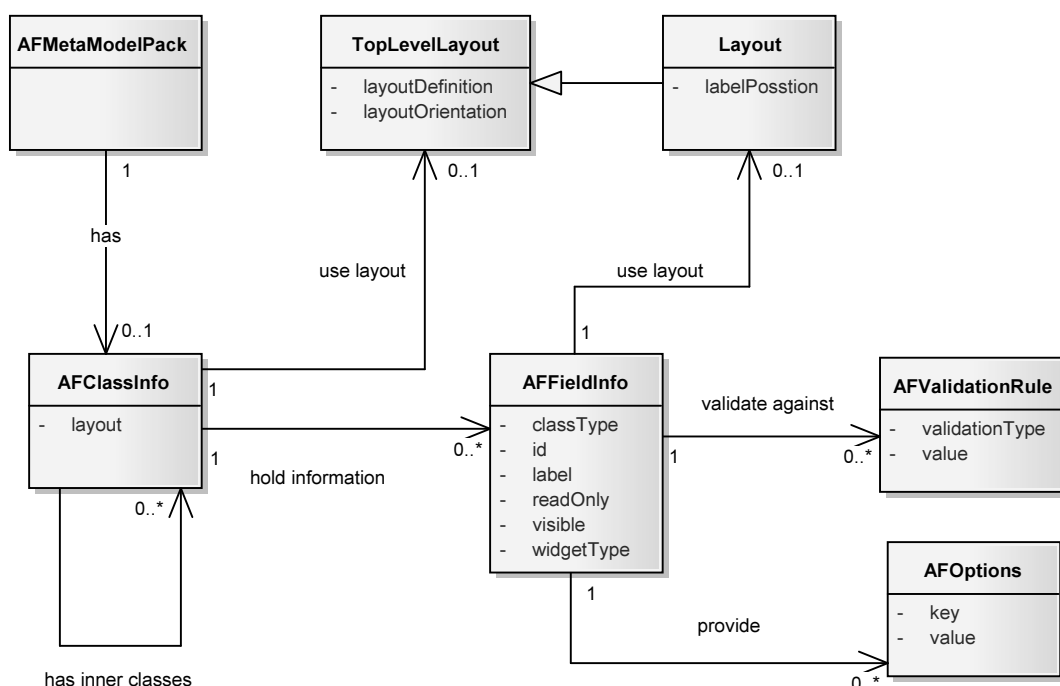 AFMetaModelPack
TopLevelLayout
- layoutDefinition
- layoutOrientation
Layout
- labelPosstion
1
0..1
0..1
has
use layout
use layout
0..1
1
AFClassInfo
- layout
1
1
0..*
hold information
0..*
has inner classes
AFFieldInfo
- classType
- id
- label
- readOnly
- visible
- widgetType
validate against
1
0..*
AFValidationRule
- validationType
- value
1
provide
0..*
AFOptions
- key
- value